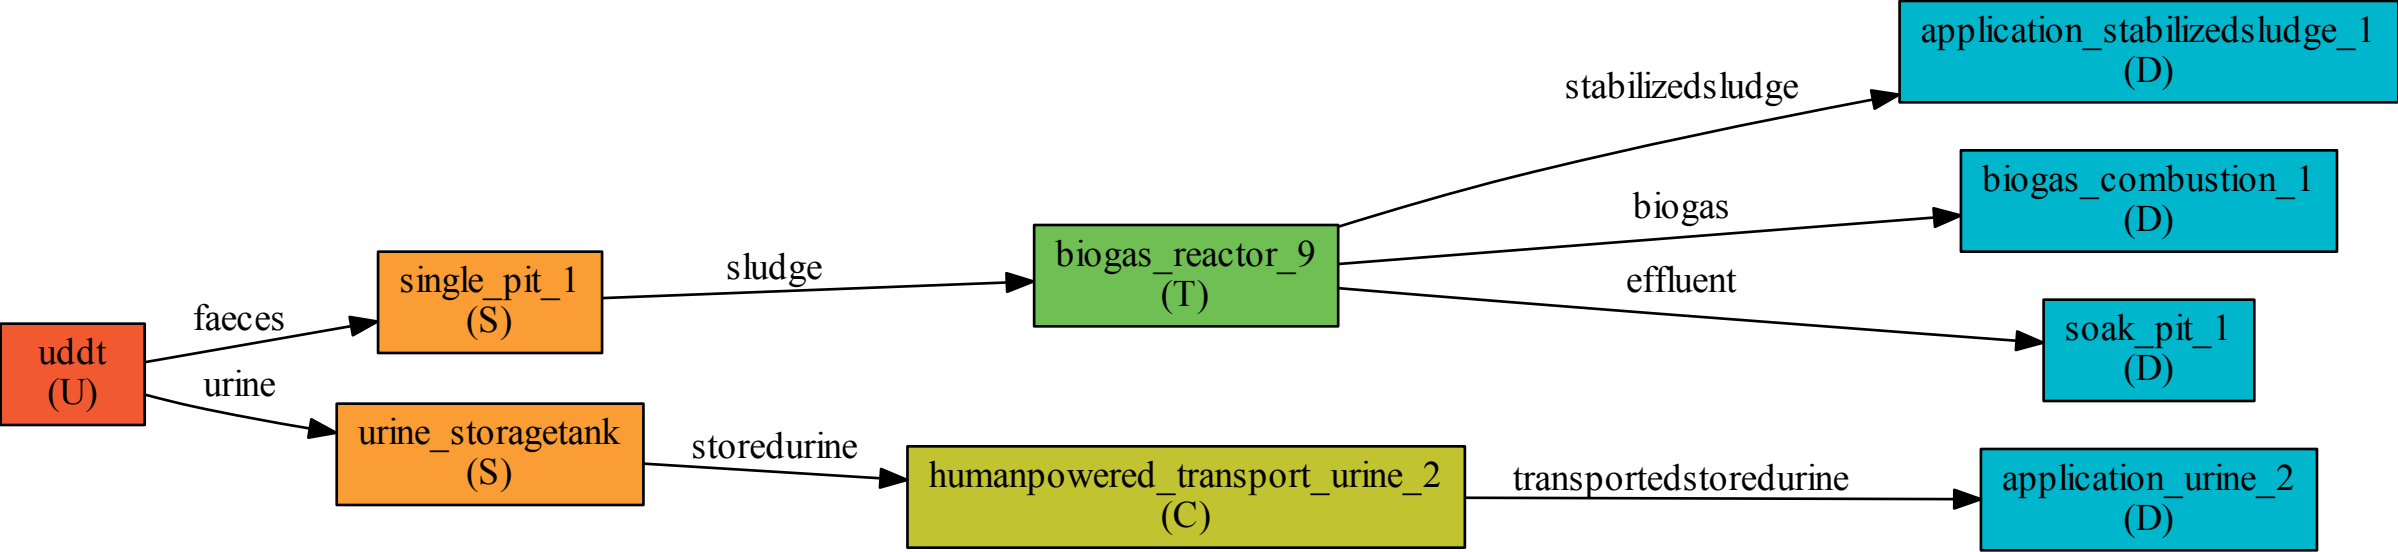 uddt
(U)
faeces
urine
single_pit_1
(S)
urine_storagetank
(S)
sludge
storedurine
biogas_reactor_9
(T)
humanpowered_transport_urine_2
(C)
stabilizedsludge
biogas
effluent
transportedstoredurine
application_stabilizedsludge_1
(D)
biogas_combustion_1
(D)
soak_pit_1
(D)
application_urine_2
(D)